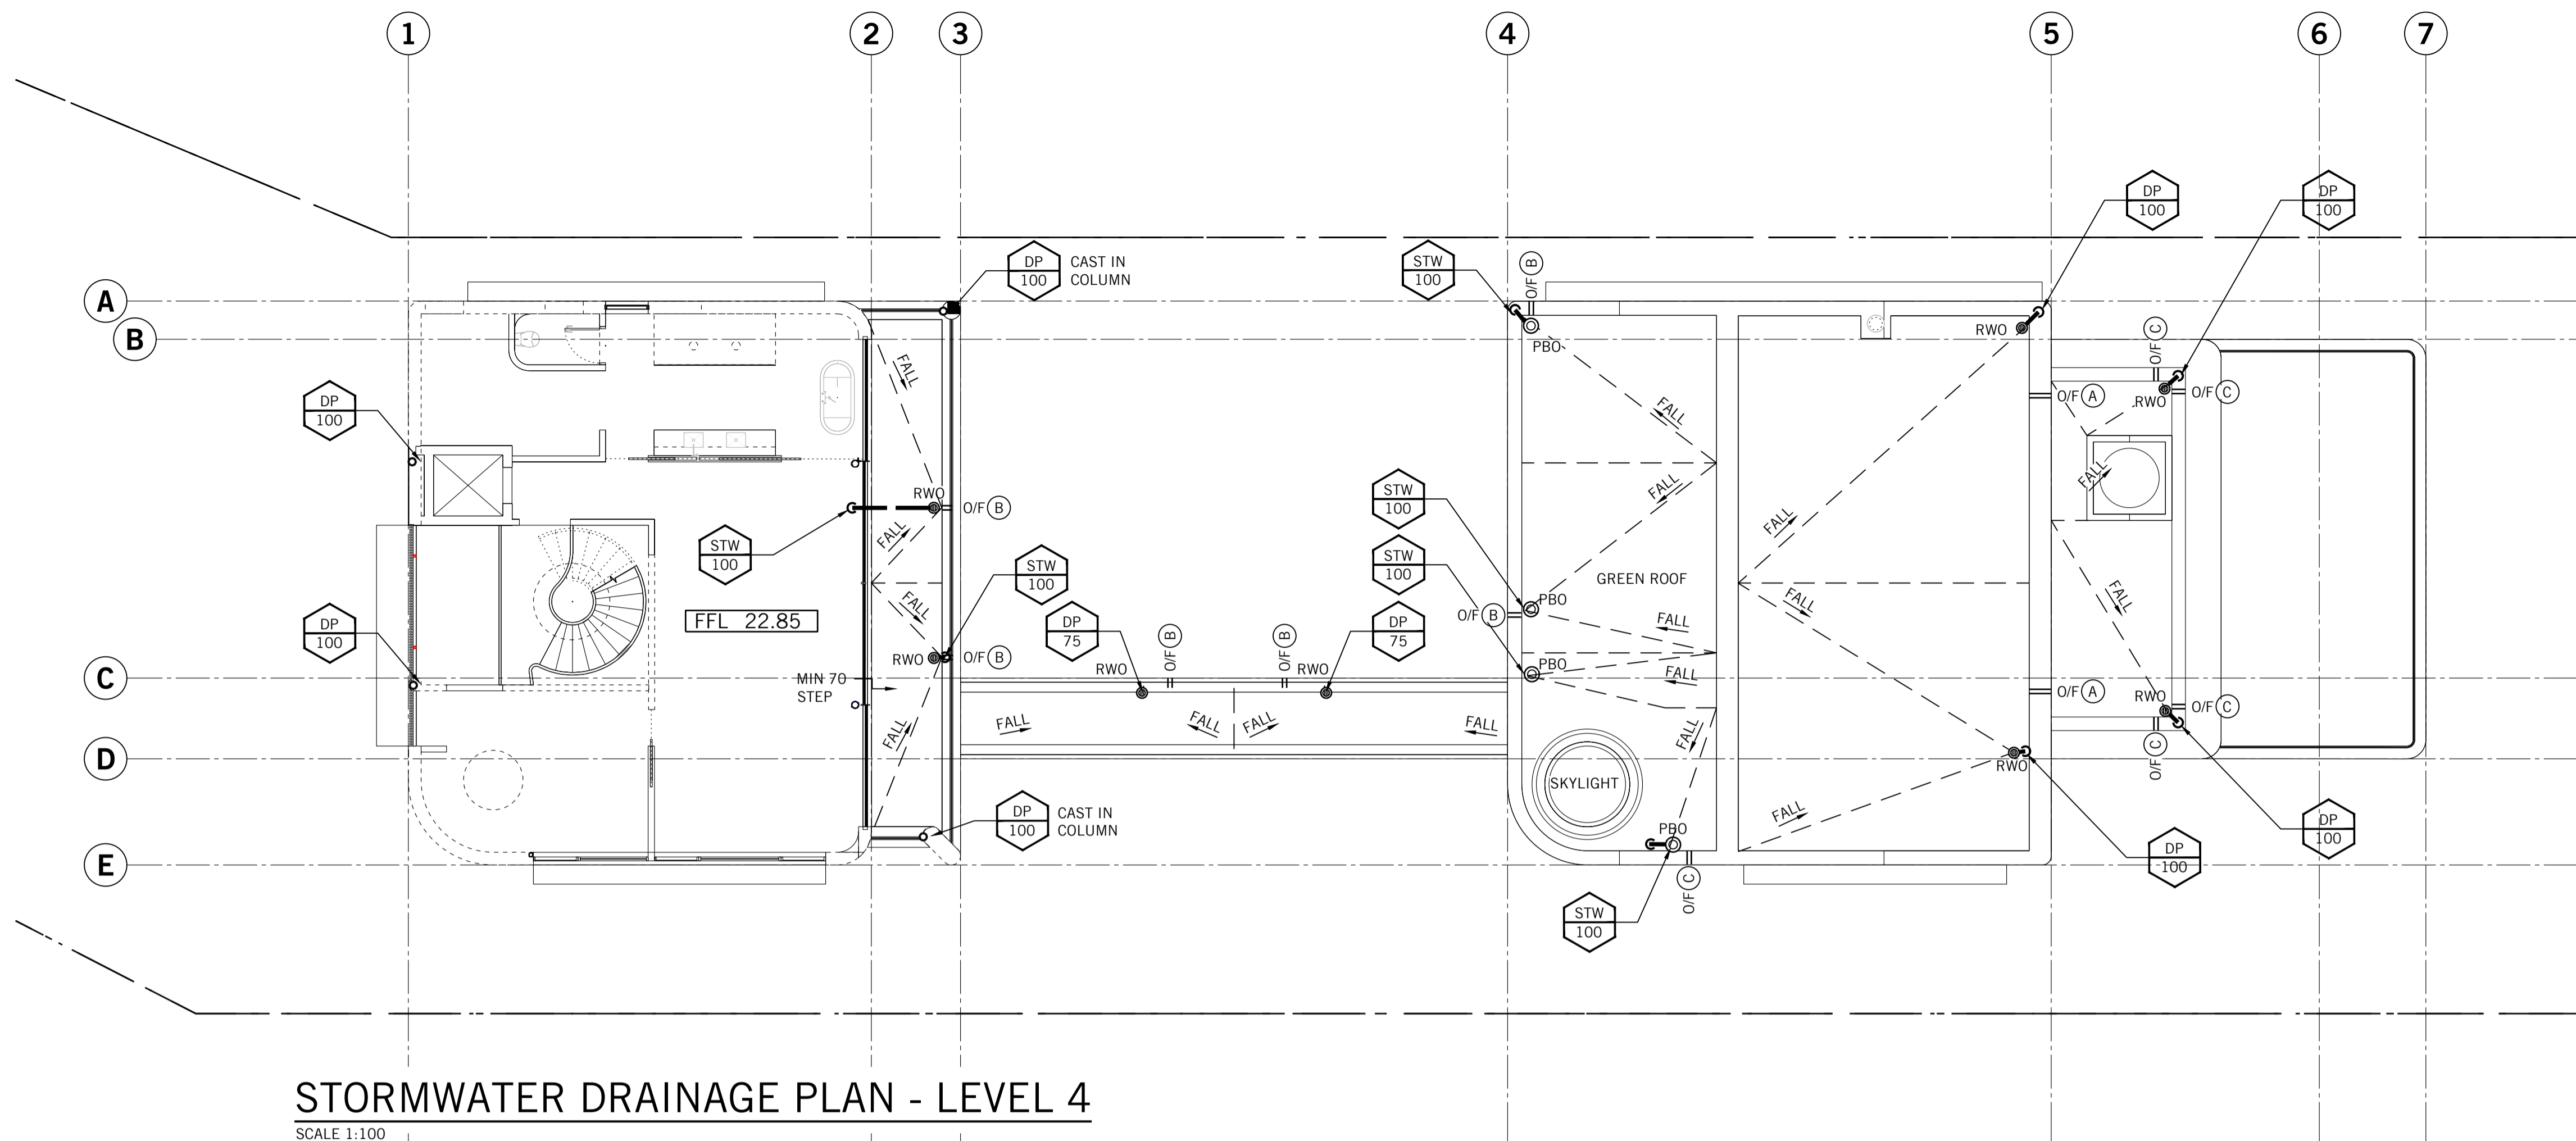 1
2
3
4
5
6
7
A
B
C
D
E
DP
100
DP
100
DP
100
CAST IN
COLUMN
STW
100
O/F B
PBO
RWO
FALL
RWO
O/F C
O/F C
O/F A
FALL
FALL
FALL
DP
100
RWO
O/F B
FALL
STW
100
STW
100
STW
100
STW
100
FALL
FALL
FALL
FALL
FFL 22.85
DP
100
RWO
O/F B
DP
75
O/F B
O/F B
DP
75
RWO
RWO
O/F B
PBO
GREEN ROOF
FALL
PBO
FALL
MIN 70
STEP
FALL
FALL
FALL
FALL
FALL
FALL
SKYLIGHT
O/F A
RWO
O/F C
O/F C
RWO
FALL
PBO
O/F C
DP
100
CAST IN
COLUMN
DP
100
DP
100
STW
100
STORMWATER DRAINAGE PLAN - LEVEL 4
SCALE 1:100